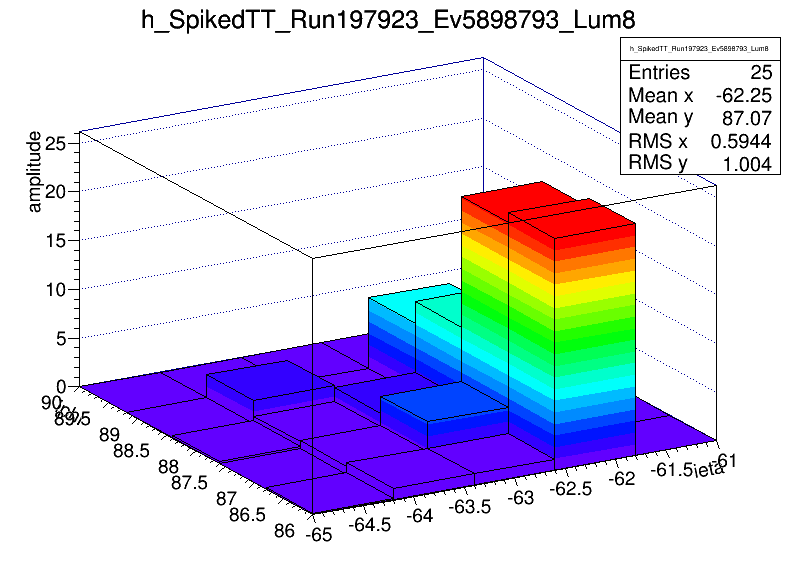 h_SpikedTT_Run197923_Ev5898793_Lum8
h_SpikedTT_Run197923_Ev5898793_Lum8
Entries 25
Mean x -62.25
Mean y 87.07
RMS x 0.5944
RMS y 1.004
amplitude
25
20
15
10
5
0
90
89.5
89
88.5
88
87.5
87
86.5
86
-65
-64.5
-64
-63.5
-63
-62.5
-62
-61.5
-61
ieta